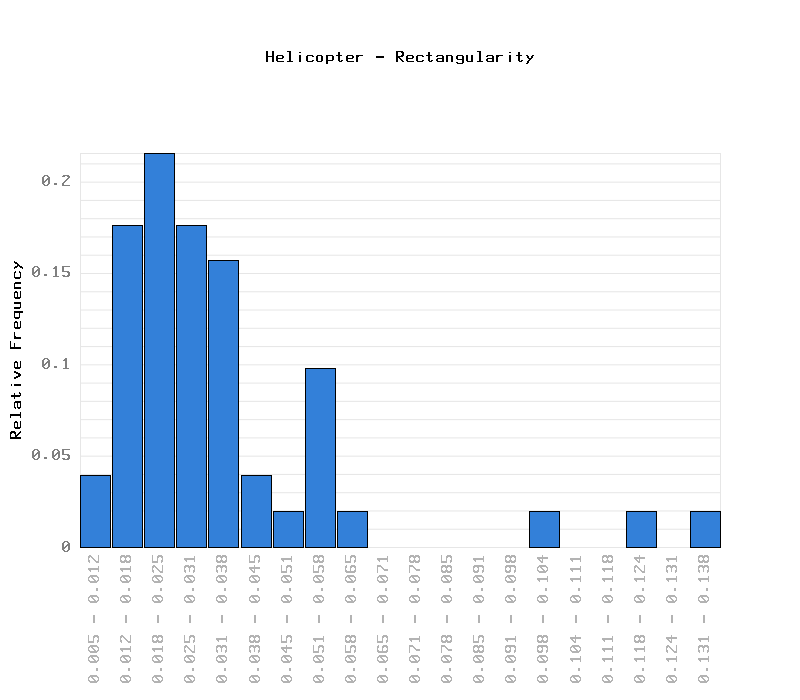 Helicopter - Rectangularity
Relative Frequency
0.2
0.15
0.1
0.05
0
0.005 - 0.012
0.012 - 0.018
0.018 - 0.025
0.025 - 0.031
0.031 - 0.038
0.038 - 0.045
0.045 - 0.051
0.051 - 0.058
0.058 - 0.065
0.065 - 0.071
0.071 - 0.078
0.078 - 0.085
0.085 - 0.091
0.091 - 0.098
0.098 - 0.104
0.104 - 0.111
0.111 - 0.118
0.118 - 0.124
0.124 - 0.131
0.131 - 0.138